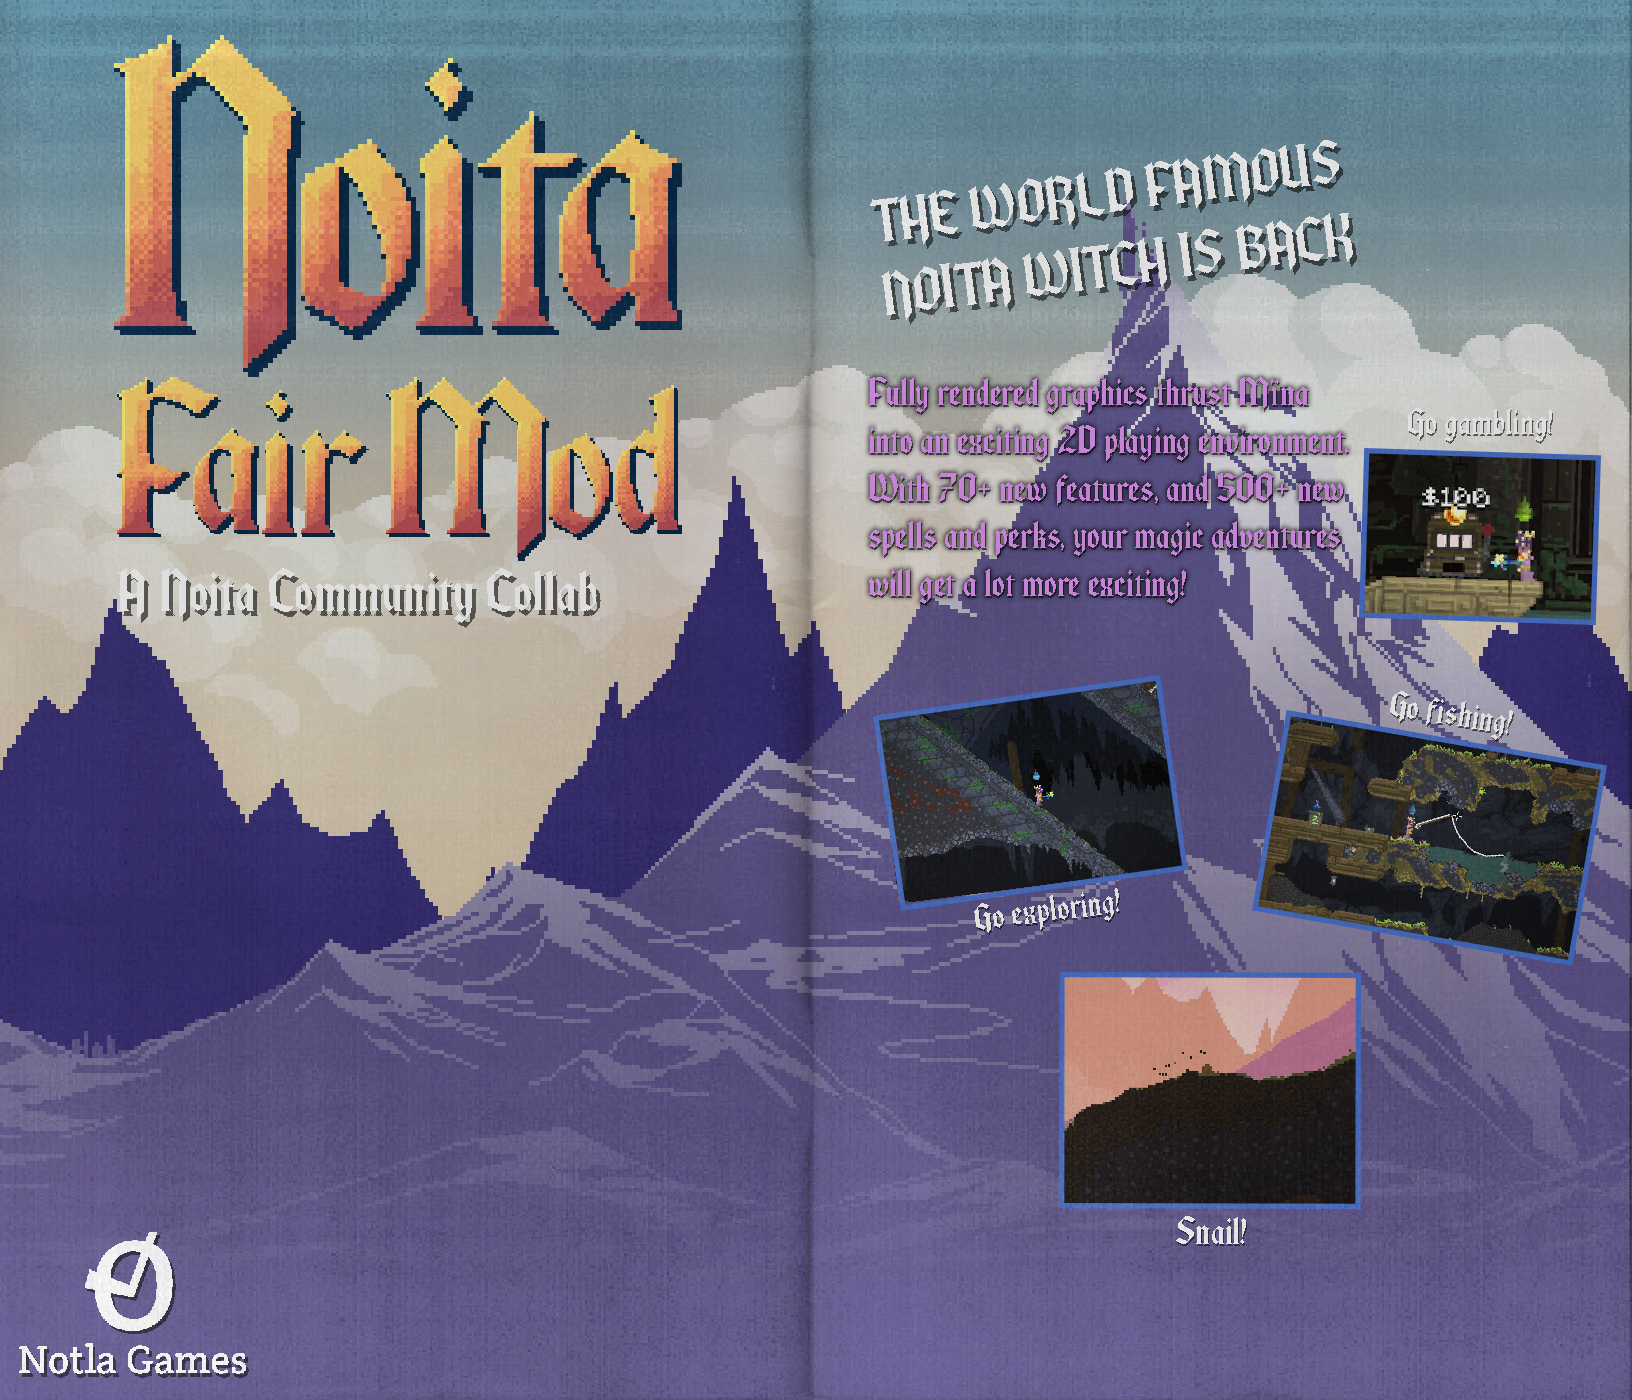 Noita
Fair Mod
A Noita Community Collab
Notla Games
THE WORLD FAMOUS
NOITA WITCH IS BACK
Fully rendered graphics thrust Mina
into an exciting 2D playing environment.
With 70+ new features, and 500+ new
spells and perks, your magic adventures
will get a lot more exciting!
Go gambling!
$100
Go exploring!
Go fishing!
2
Snail!